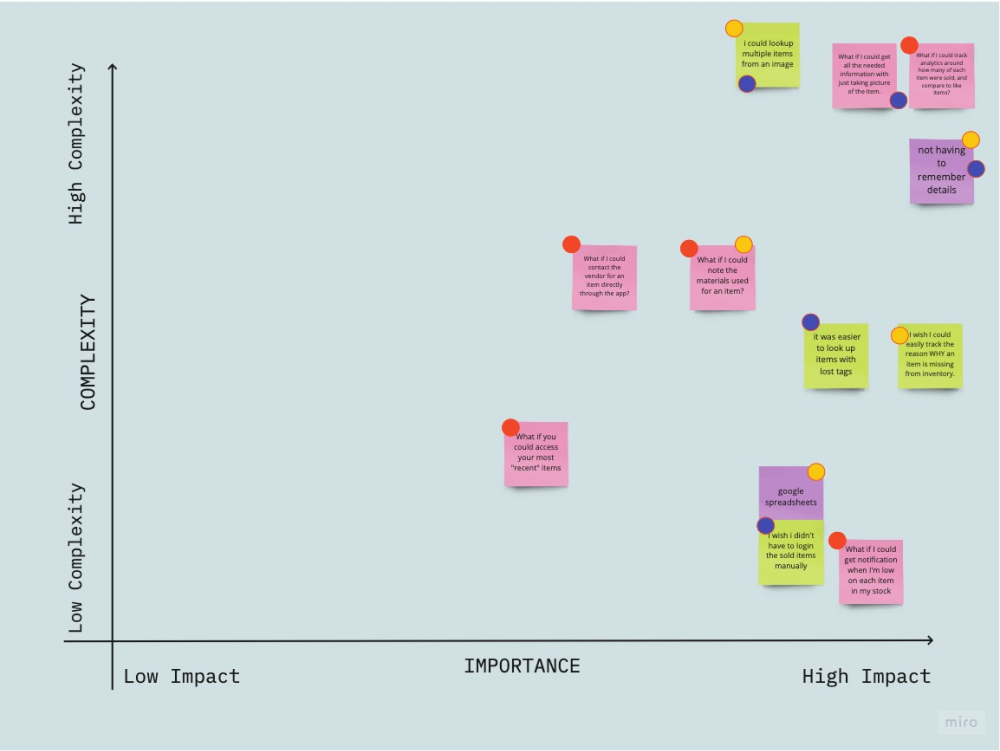 i could lookup
multiple items
from an image
What if I could get
all the needed
information with
just taking picture
of the item.
What if I could track
analytics around
how many of each
item were sold, and
compare to like
items?
not having
to
remember
details
What if I could
contact the
vendor for an
item directly
through the app?
What if I could
note the
materials used
for an item?
it was easier
to look up
items with
lost tags
I wish I could
easily track the
reason WHY an
item is missing
from inventory.
What if you
could access
your most
"recent" items
google
spreadsheets
I wish i didn't
have to login
the sold items
manually
What if I could
get notification
when I'm low
on each item
in my stock
High Complexity
COMPLEXITY
Low Complexity
Low Impact
IMPORTANCE
High Impact
miro